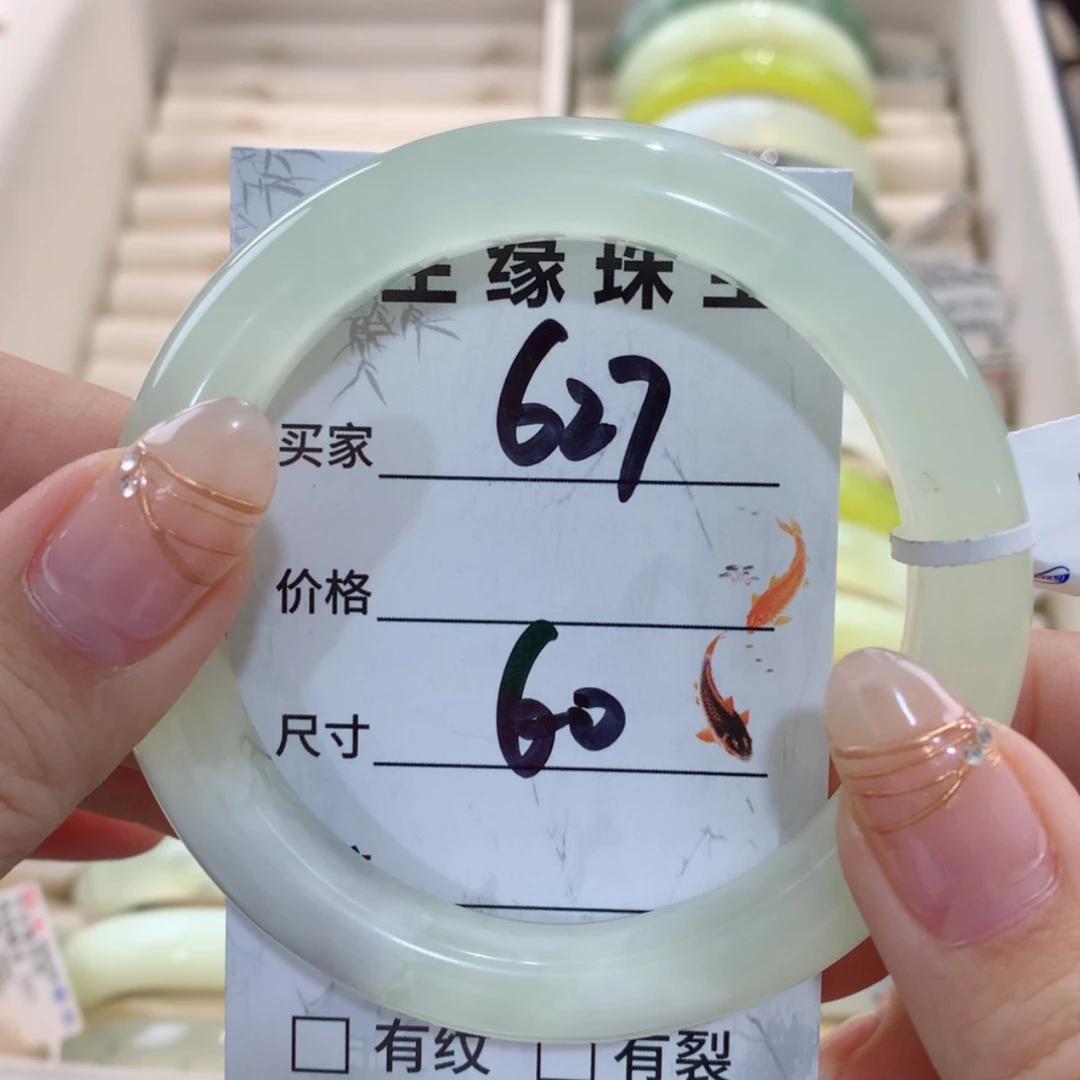 缘珠
买家 627
价格
尺寸 60
有纹 有裂